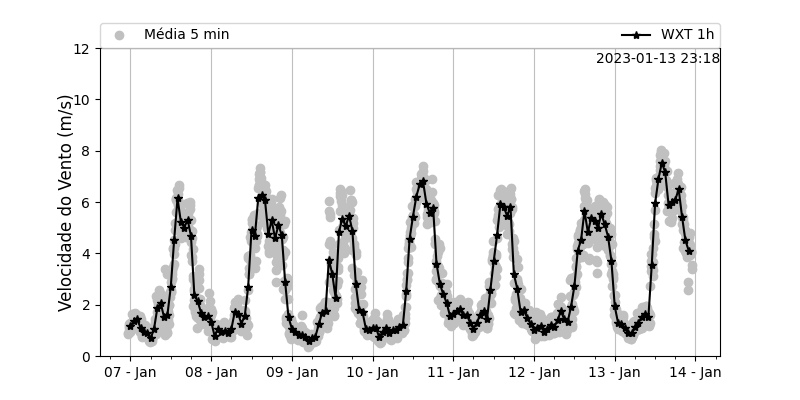 Média 5 min
WXT 1h
2023-01-13 23:18
Velocidade do Vento (m/s)
12
10
8
6
4
2
0
07 - Jan
08 - Jan
09 - Jan
10 - Jan
11 - Jan
12 - Jan
13 - Jan
14 - Jan